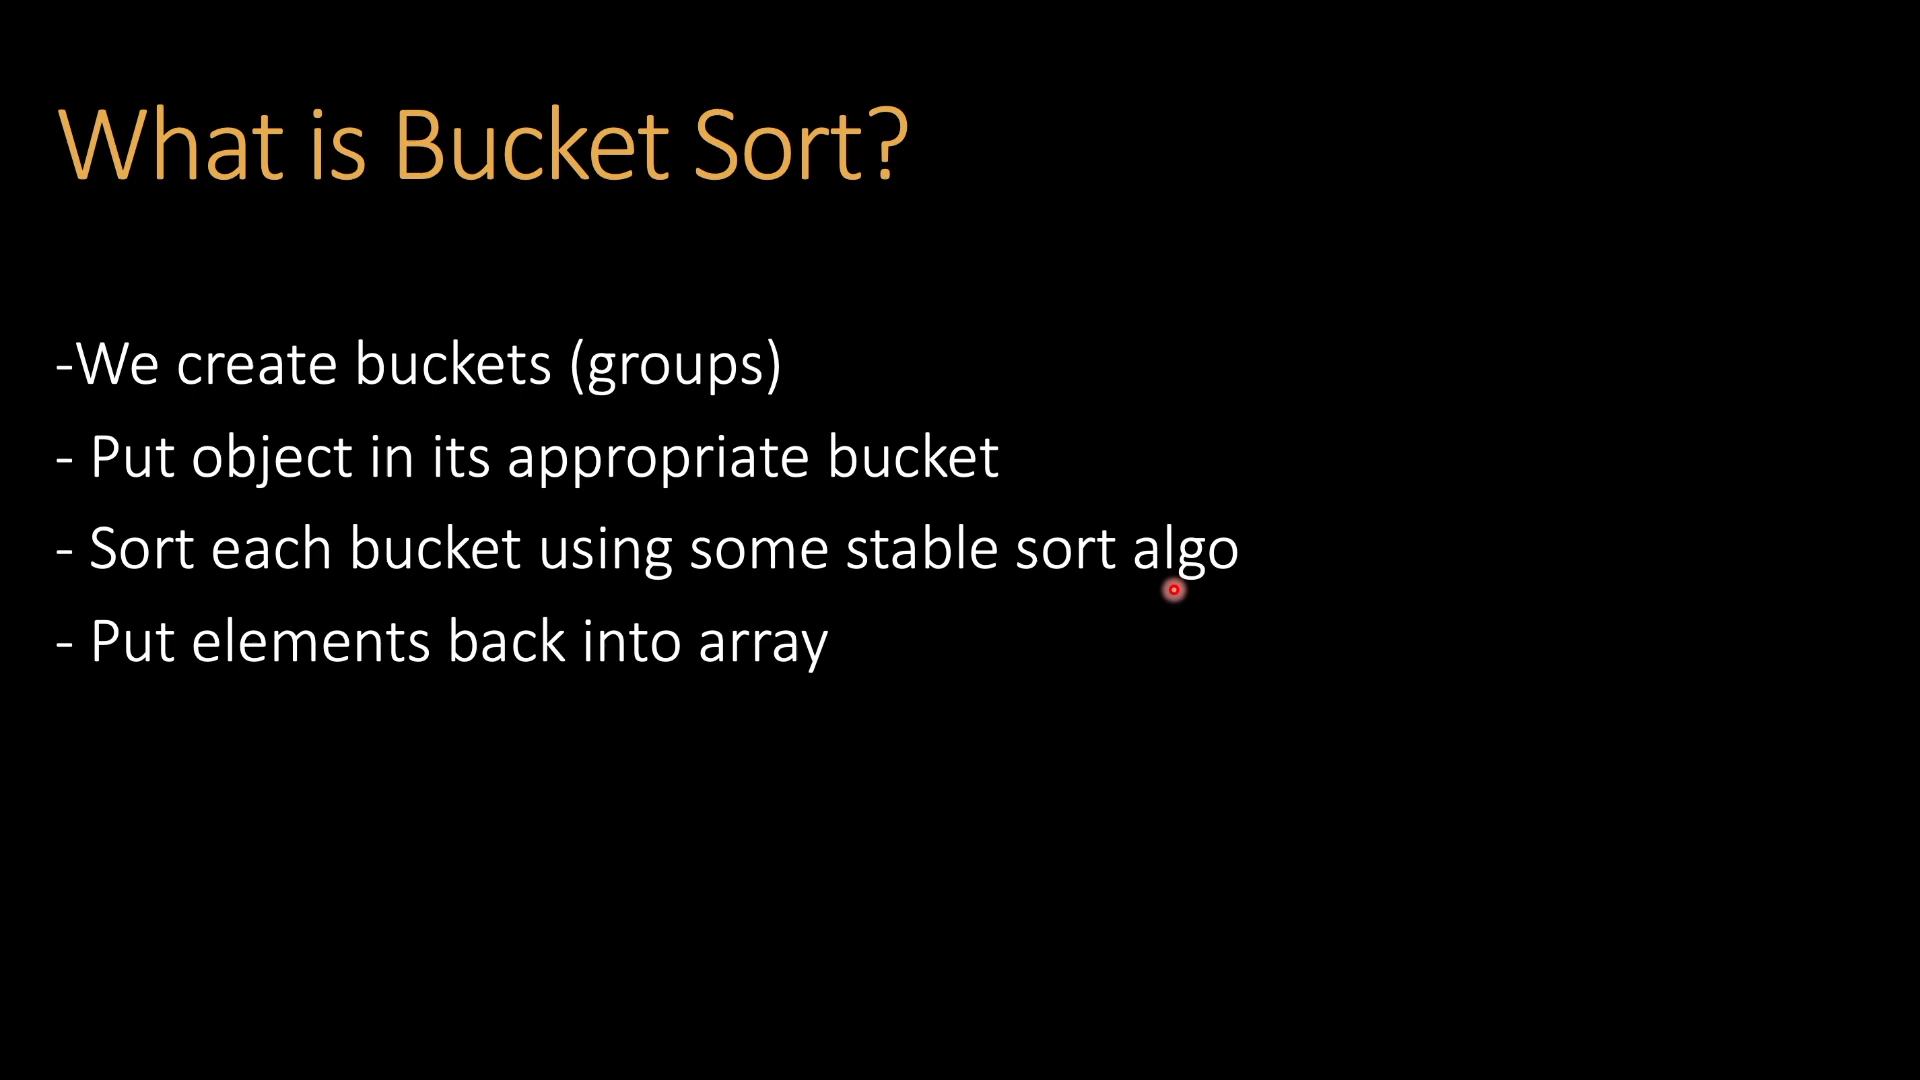 What is Bucket Sort?
-We create buckets (groups)
- Put object in its appropriate bucket
- Sort each bucket using some stable sort algo
- Put elements back into array